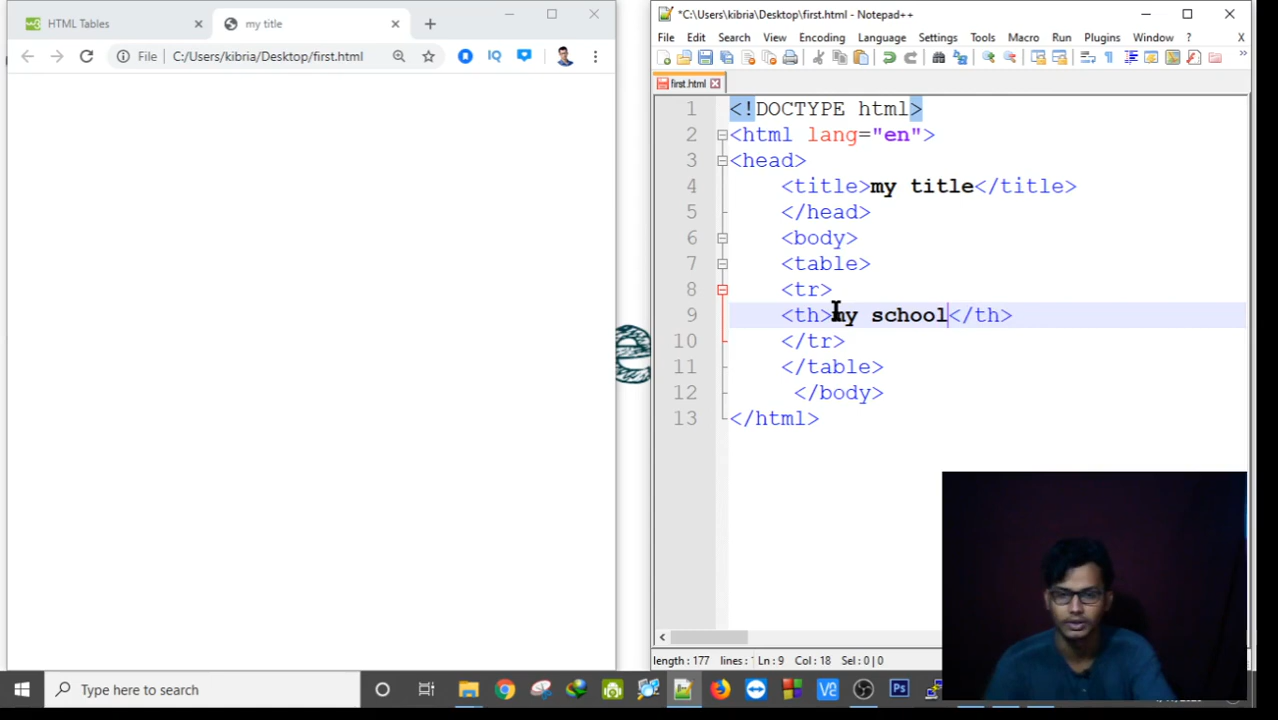 HTML Tables
my title
File C:/Users/kibria/Desktop/first.html
IQ
*C:\Users\kibria\Desktop\first.html - Notepad++
File Edit Search View Encoding Language Settings Tools Macro Run Plugins Window ? X
first.html
1 <!DOCTYPE html>
2 <html lang="en">
3 <head>
4 <title>my title</title>
5 </head>
6 <body>
7 <table>
8 <tr>
9 <th>my school</th>
10 </tr>
11 </table>
12 </body>
13 </html>
e
length : 177 lines : Ln : 9 Col : 18 Sel : 0 | 0
Type here to search
Ps